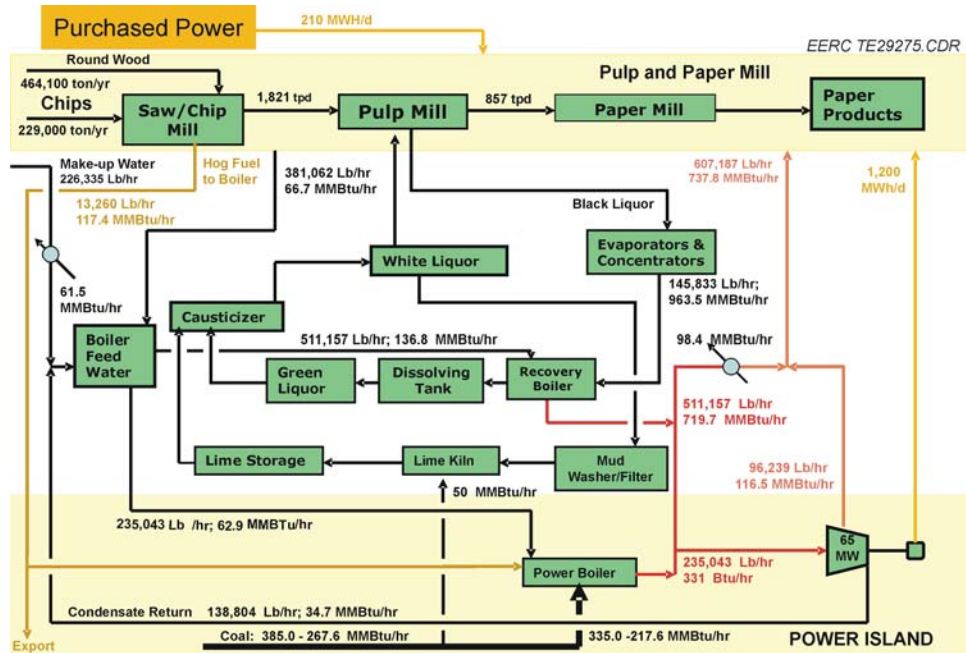 Purchased Power
210 MWH/d
EERC TE29275.CDR
Round Wood
464,100 ton/yr
Chips
229,000 ton/yr
Saw/Chip
Mill
1,821 tpd
Pulp Mill
857 tpd
Pulp and Paper Mill
Paper Mill
Paper
Products
Make-up Water
226,335 Lb/hr
Hog Fuel
to Boiler
13,260 Lb/hr
117.4 MMBtu/hr
381,062 Lb/hr
66.7 MMBtu/hr
Black Liquor
607,187 Lb/hr
737.8 MMBtu/hr
1,200
MWh/d
Evaporators &
Concentrators
White Liquor
145,833 Lb/hr;
963.5 MMBtu/hr
61.5
MMBtu/hr
Causticizer
Boiler
Feed
Water
511,157 Lb/hr; 136.8 MMBtu/hr
98.4 MMBtu/hr
Green
Liquor
Dissolving
Tank
Recovery
Boiler
511,157 Lb/hr
719.7 MMBtu/hr
Lime Storage
Lime Kiln
Mud
Washer/Filter
96,239 Lb/hr
116.5 MMBtu/hr
50 MMBtu/hr
235,043 Lb /hr; 62.9 MMBTu/hr
65
MW
Power Boiler
235,043 Lb/hr
331 Btu/hr
Condensate Return 138,804 Lb/hr; 34.7 MMBtu/hr
Coal: 385.0 -267.6 MMBtu/hr
335.0 -217.6 MMBtu/hr
POWER ISLAND
Export